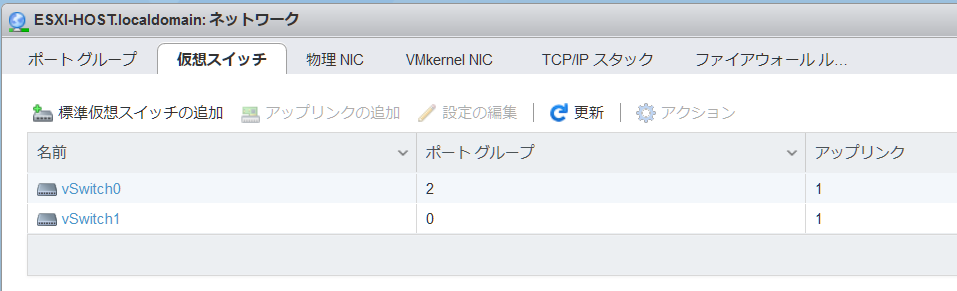 ESXI-HOST.localdomain: ネットワーク
ポート グループ 仮想スイッチ 物理 NIC VMkernel NIC TCP/IP スタック ファイアウォール ル...
標準仮想スイッチの追加 アップリンクの追加 設定の編集 更新 アクション
名前 ポート グループ アップリンク
vSwitch0 2 1
vSwitch1 0 1